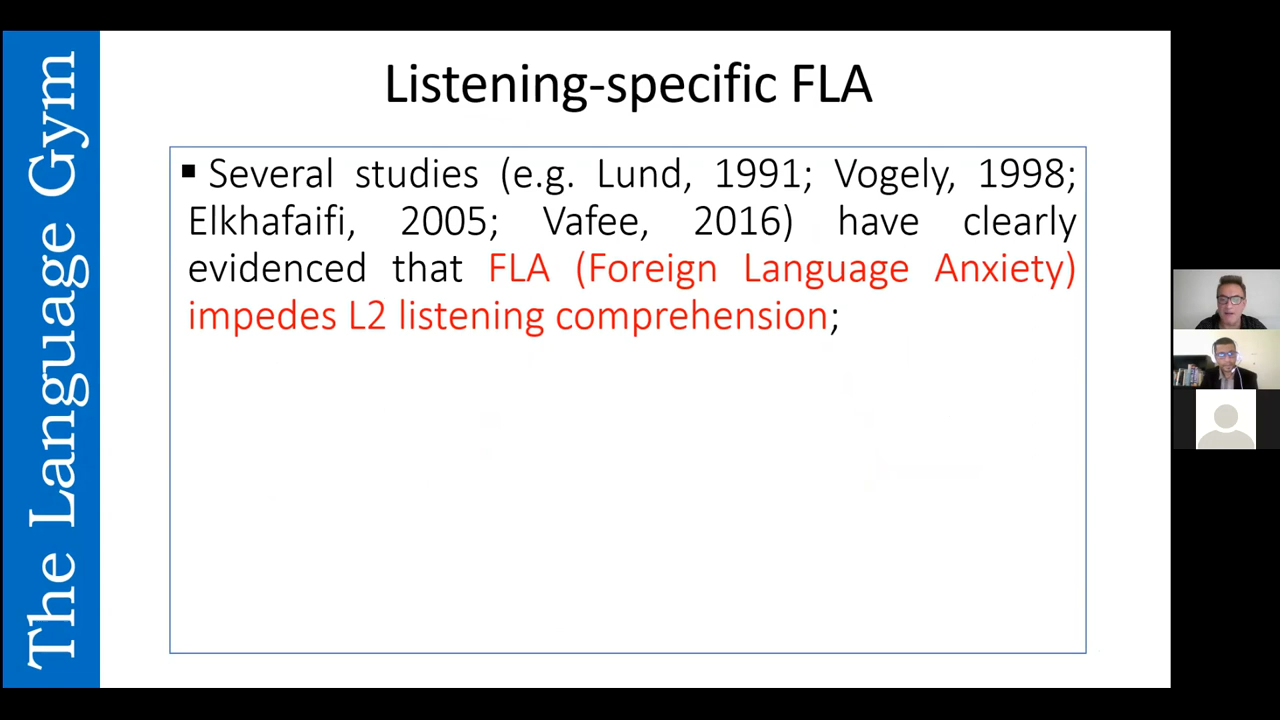 The Language Gym
Listening-specific FLA
▪ Several studies (e.g. Lund, 1991; Vogely, 1998;
Elkhafaifi, 2005; Vafee, 2016) have clearly
evidenced that FLA (Foreign Language Anxiety)
impedes L2 listening comprehension;